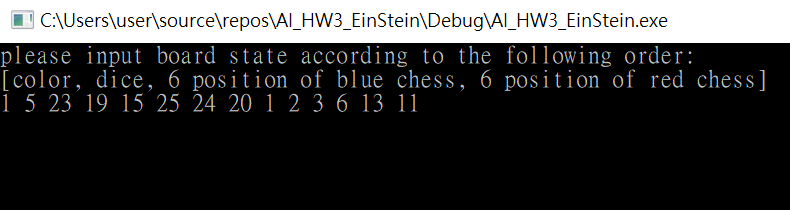 C:\Users\user\source\repos\AI_HW3_EinStein\Debug\AI_HW3_EinStein.exe
please input board state according to the following order:
[color, dice, 6 position of blue chess, 6 position of red chess]
1 5 23 19 15 25 24 20 1 2 3 6 13 11